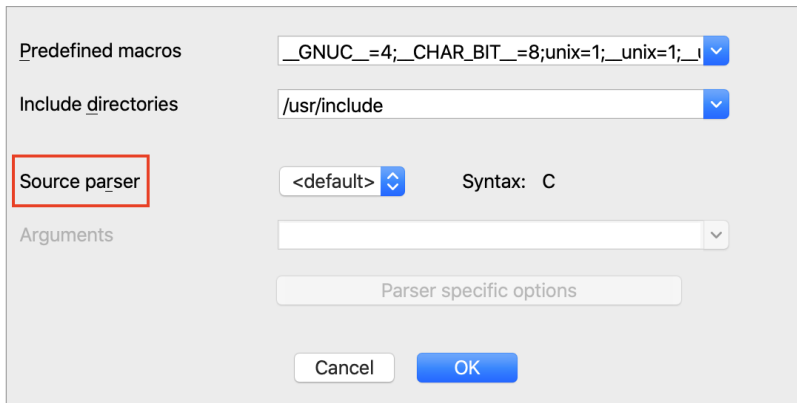 Predefined macros __GNUC__=4;__CHAR_BIT__=8;unix=1;__unix=1;__u
Include directories /usr/include
Source parser <default> Syntax: C
Arguments
Parser specific options
Cancel OK